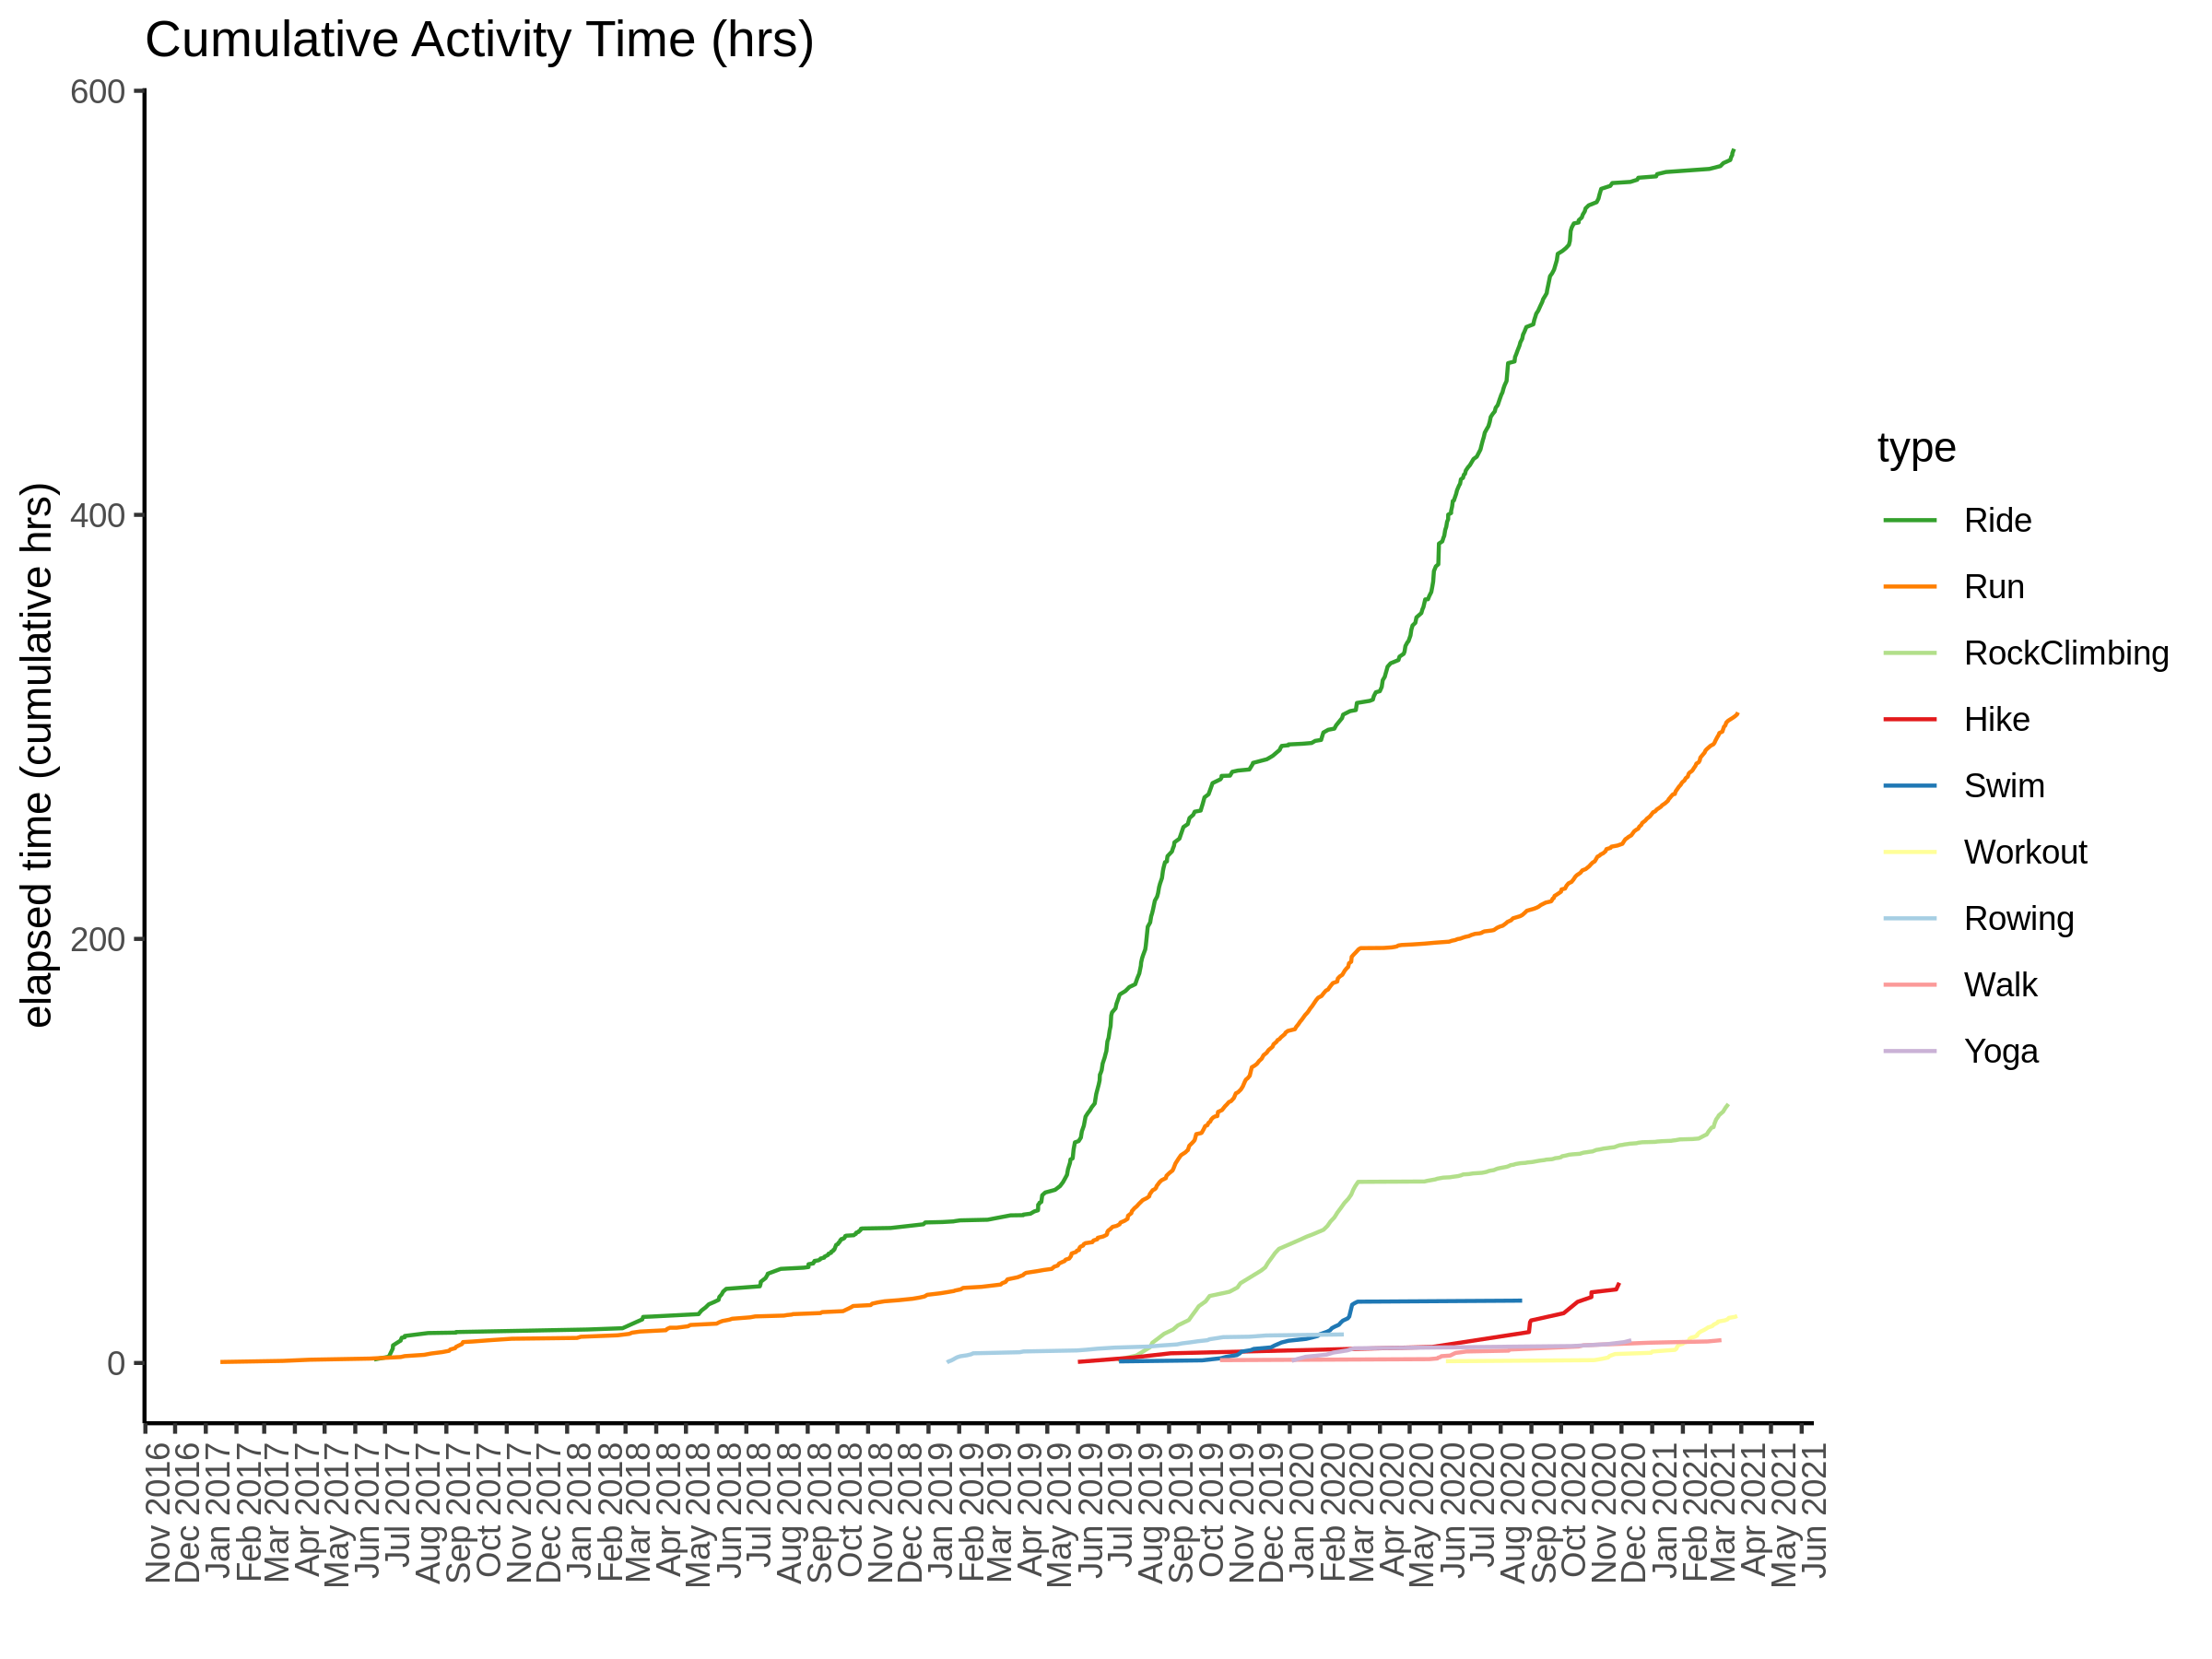 Cumulative Activity Time (hrs)
elapsed time (cumulative hrs)
600
400
200
0
Nov 2016
Dec 2016
Jan 2017
Feb 2017
Mar 2017
Apr 2017
May 2017
Jun 2017
Jul 2017
Aug 2017
Sep 2017
Oct 2017
Nov 2017
Dec 2017
Jan 2018
Feb 2018
Mar 2018
Apr 2018
May 2018
Jun 2018
Jul 2018
Aug 2018
Sep 2018
Oct 2018
Nov 2018
Dec 2018
Jan 2019
Feb 2019
Mar 2019
Apr 2019
May 2019
Jun 2019
Jul 2019
Aug 2019
Sep 2019
Oct 2019
Nov 2019
Dec 2019
Jan 2020
Feb 2020
Mar 2020
Apr 2020
May 2020
Jun 2020
Jul 2020
Aug 2020
Sep 2020
Oct 2020
Nov 2020
Dec 2020
Jan 2021
Feb 2021
Mar 2021
Apr 2021
May 2021
Jun 2021
type
Ride
Run
RockClimbing
Hike
Swim
Workout
Rowing
Walk
Yoga